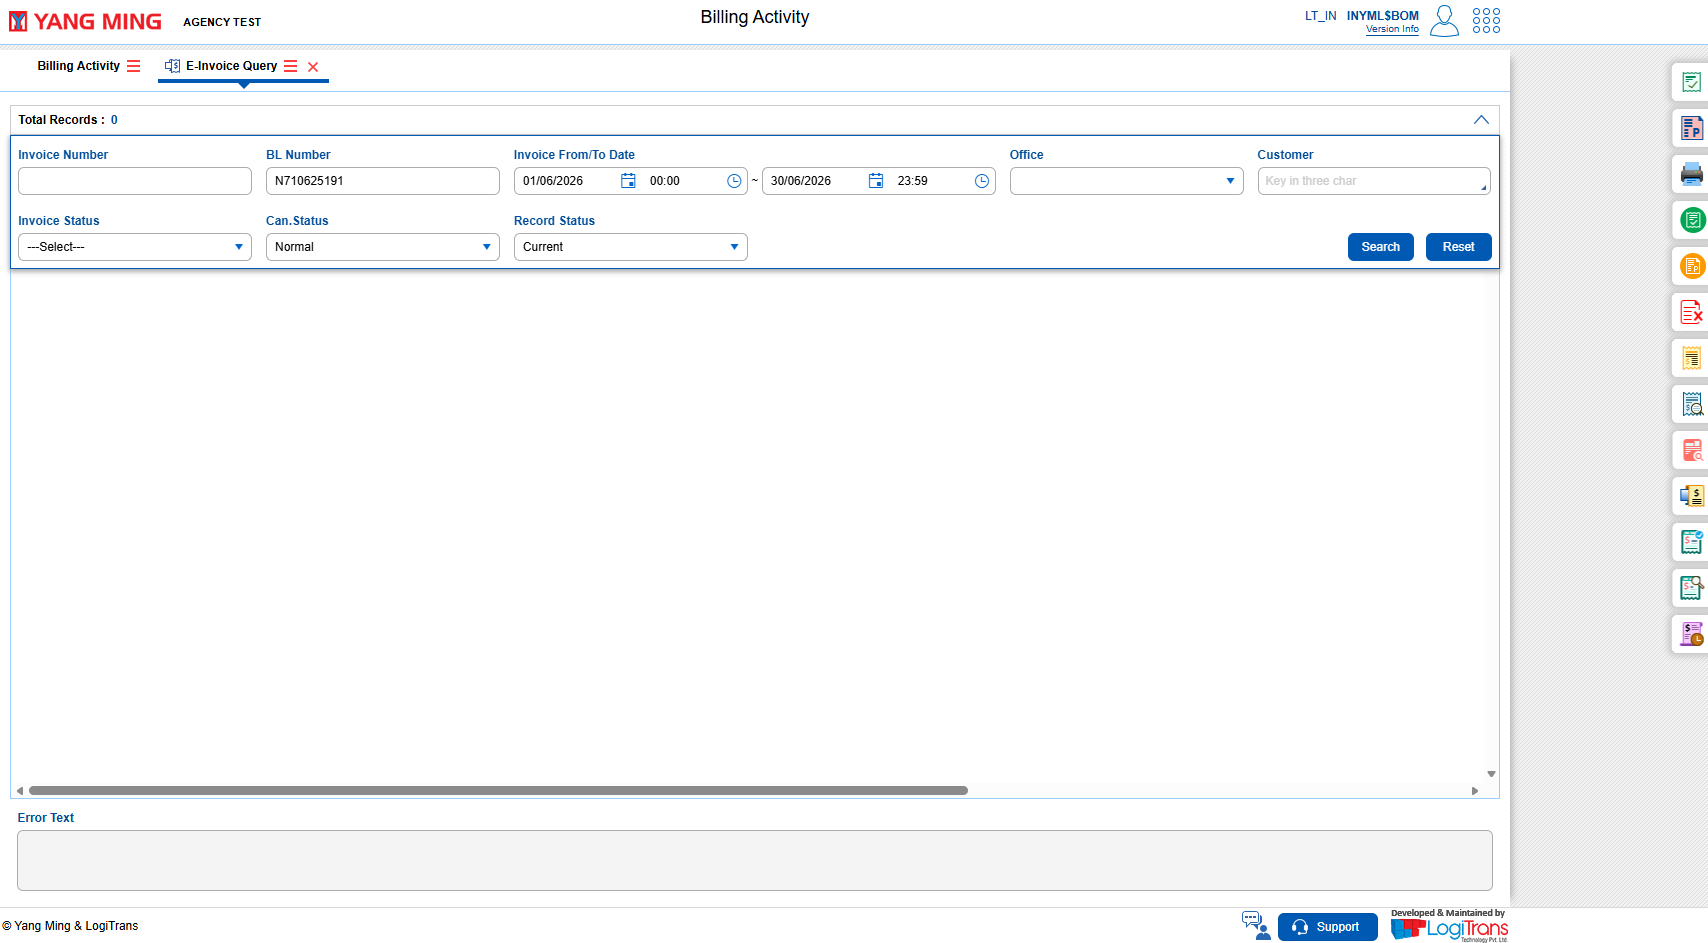 YANG MING
AGENCY TEST
Billing Activity
LT_IN
INYML$BOM
Version Info
Billing Activity
E-Invoice Query
Total Records : 0
Invoice Number
BL Number
Invoice From/To Date
Office
Customer
N710625191
01/06/2026
00:00
~
30/06/2026
23:59
Key in three char
Invoice Status
Can.Status
Record Status
---Select---
Normal
Current
Search
Reset
Error Text
© Yang Ming & LogiTrans
Support
Developed & Maintained by
LogiTrans
Technology Pvt. Ltd.